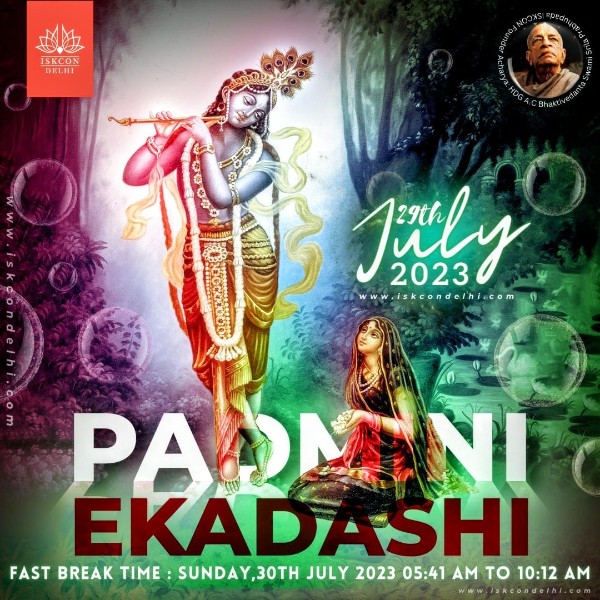 ISKCON
DELHI
ISKCON Founder Acharya, HDG A.C Bhaktivedanta Swami Srila Prabhupada
www.iskcondelhi.com
29th
July
2023
www.iskcondelhi.com
PADMINI
EKADASHI
FAST BREAK TIME : SUNDAY,30TH JULY 2023 05:41 AM TO 10:12 AM
www.iskcondelhi.com